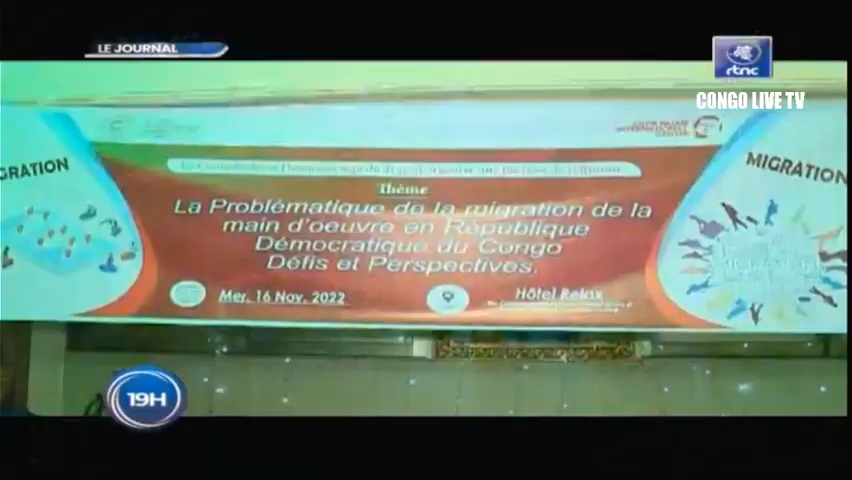 LE JOURNAL
rtnc
CONGO LIVE TV
GRATION
MIGRATION
Thème
La Problématique de la migration de la
main d'oeuvre en République
Démocratique du Congo
Défis et Perspectives.
Mer. 16 Nov. 2022
Hôtel Relax
19H